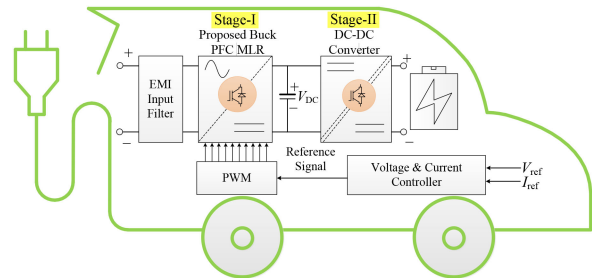 Stage-I
Proposed Buck
PFC MLR
Stage-II
DC-DC
Converter
+
+
+
EMI
Input
Filter
+
V_DC
−
−
−
Reference
Signal
PWM
Voltage & Current
Controller
V_ref
I_ref